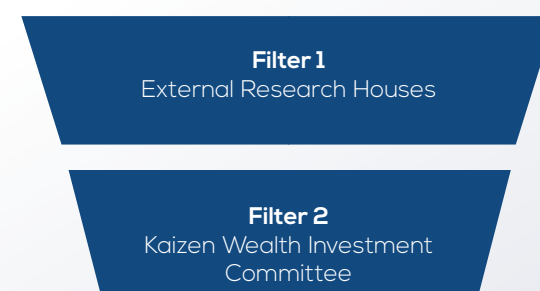 Filter 1
External Research Houses
Filter 2
Kaizen Wealth Investment
Committee